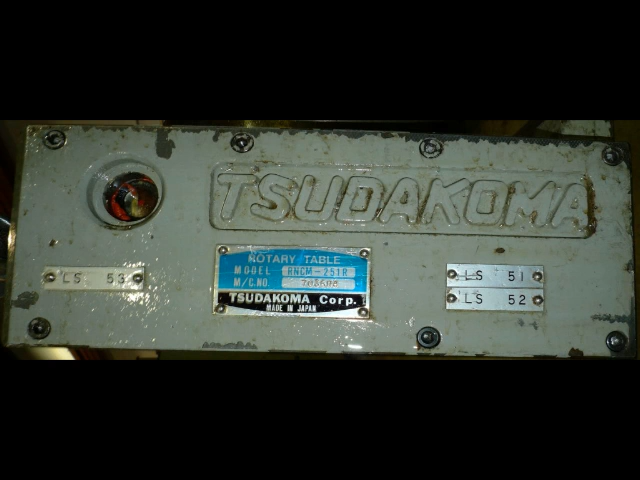 TSUDAKOMA
LS 53
ROTARY TABLE
MODEL RNCM-251R
M/C.NO.
TSUDAKOMA Corp.
MADE IN JAPAN
LS 51
LS 52